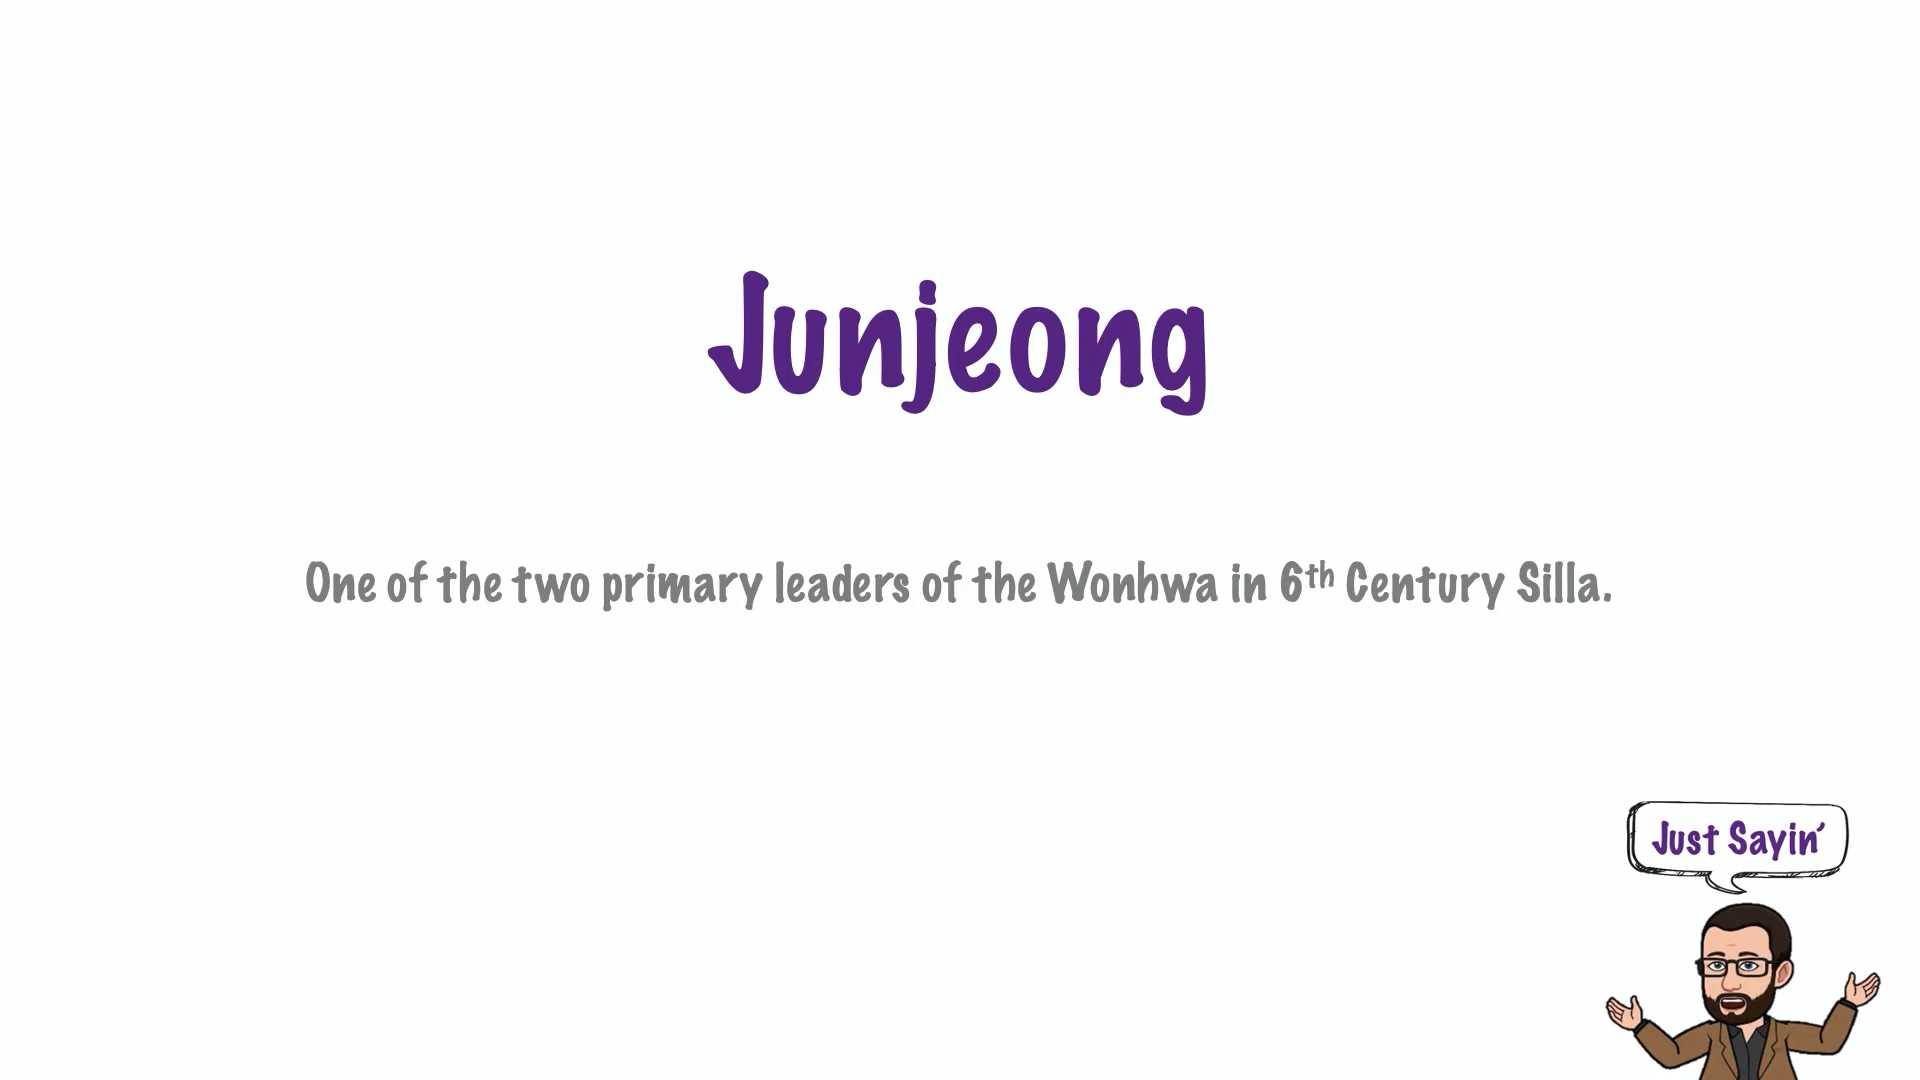 Junjeong
One of the two primary leaders of the Wonhwa in 6th Century Silla.
Just Sayin'